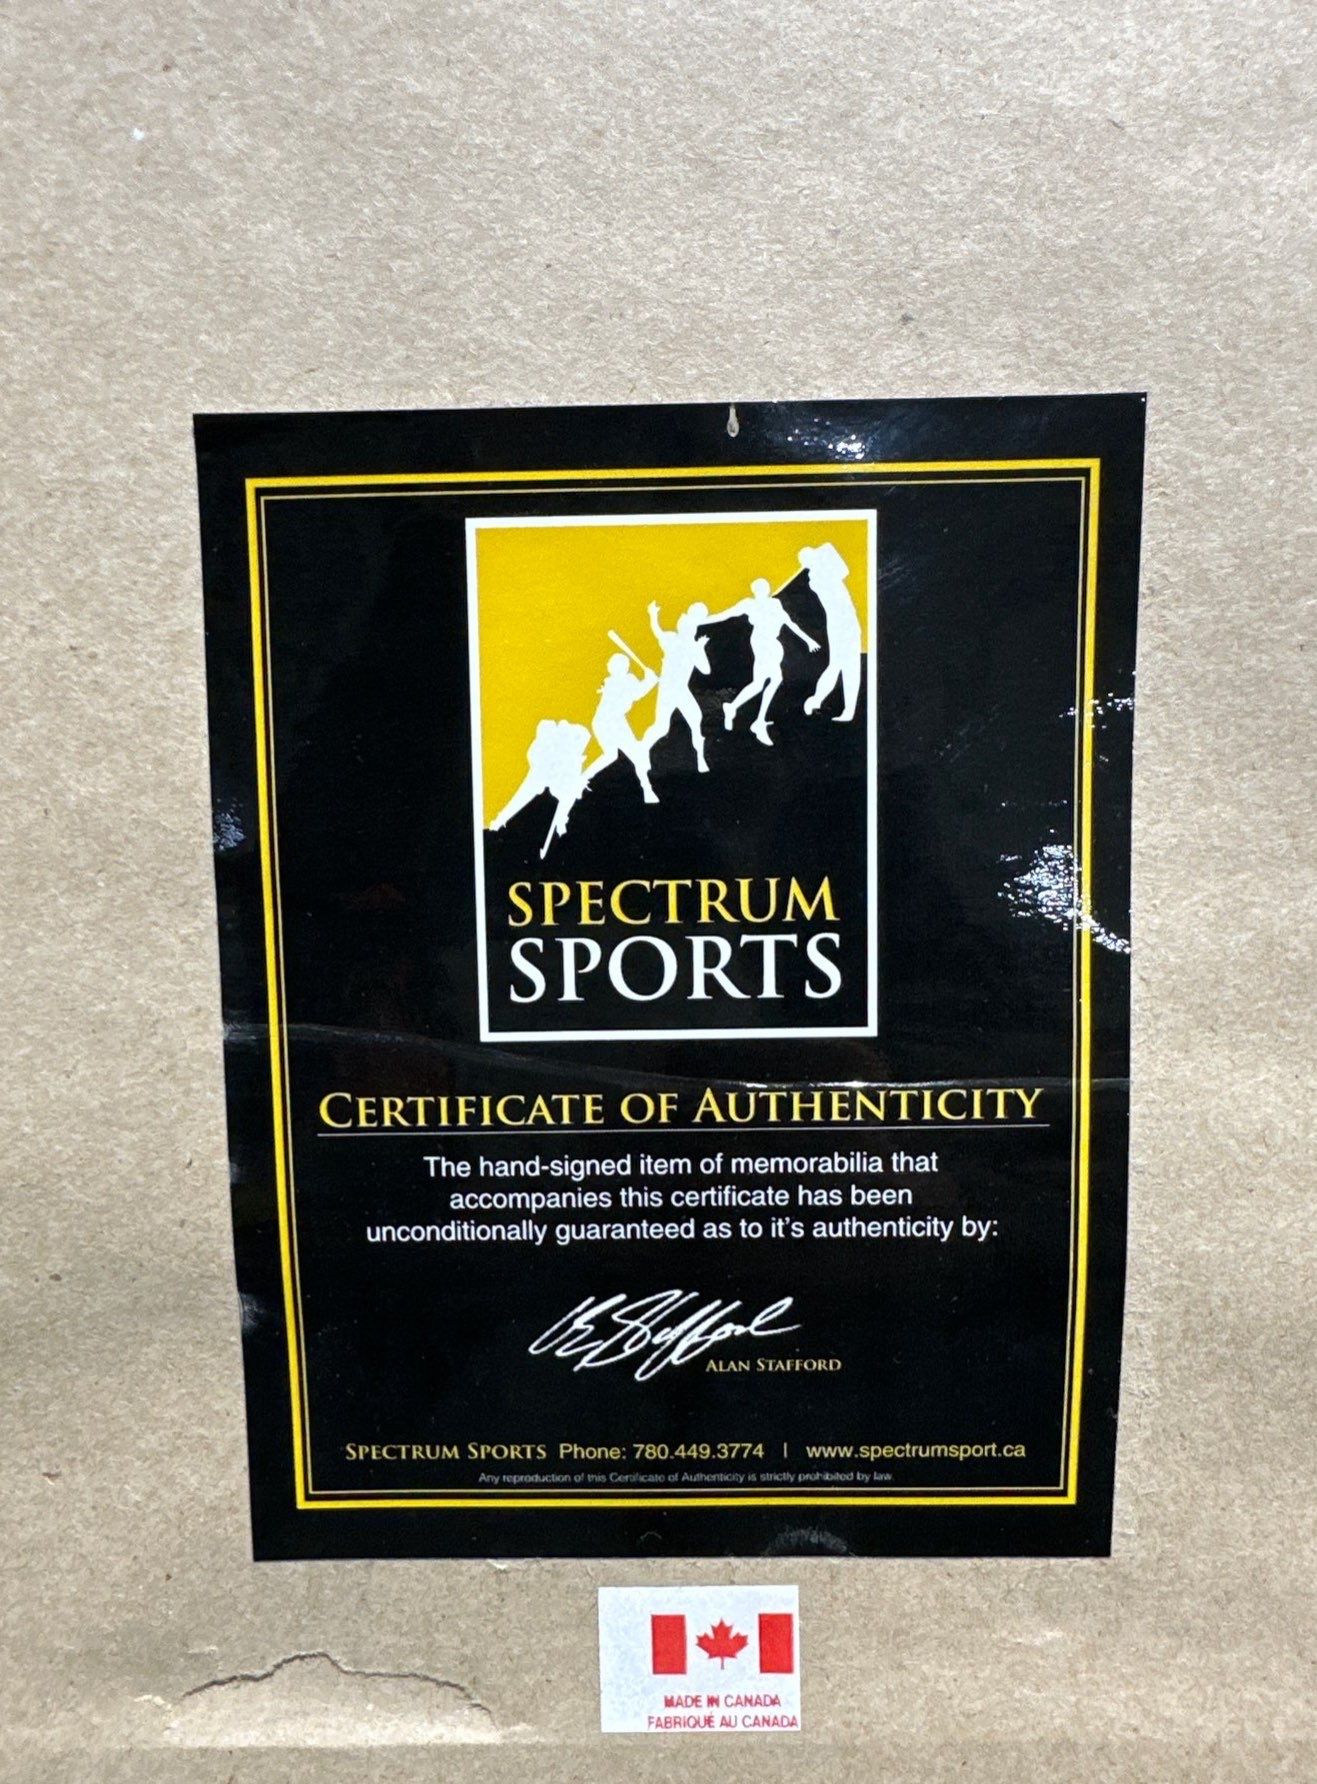 SPECTRUM
SPORTS
CERTIFICATE OF AUTHENTICITY
The hand-signed item of memorabilia that
accompanies this certificate has been
unconditionally guaranteed as to it's authenticity by:
ALAN STAFFORD
SPECTRUM SPORTS Phone: 780.449.3774 | www.spectrumsport.ca
Any reproduction of this Certificate of Authenticity is strictly prohibited by law.
MADE IN CANADA
FABRIQUÉ AU CANADA